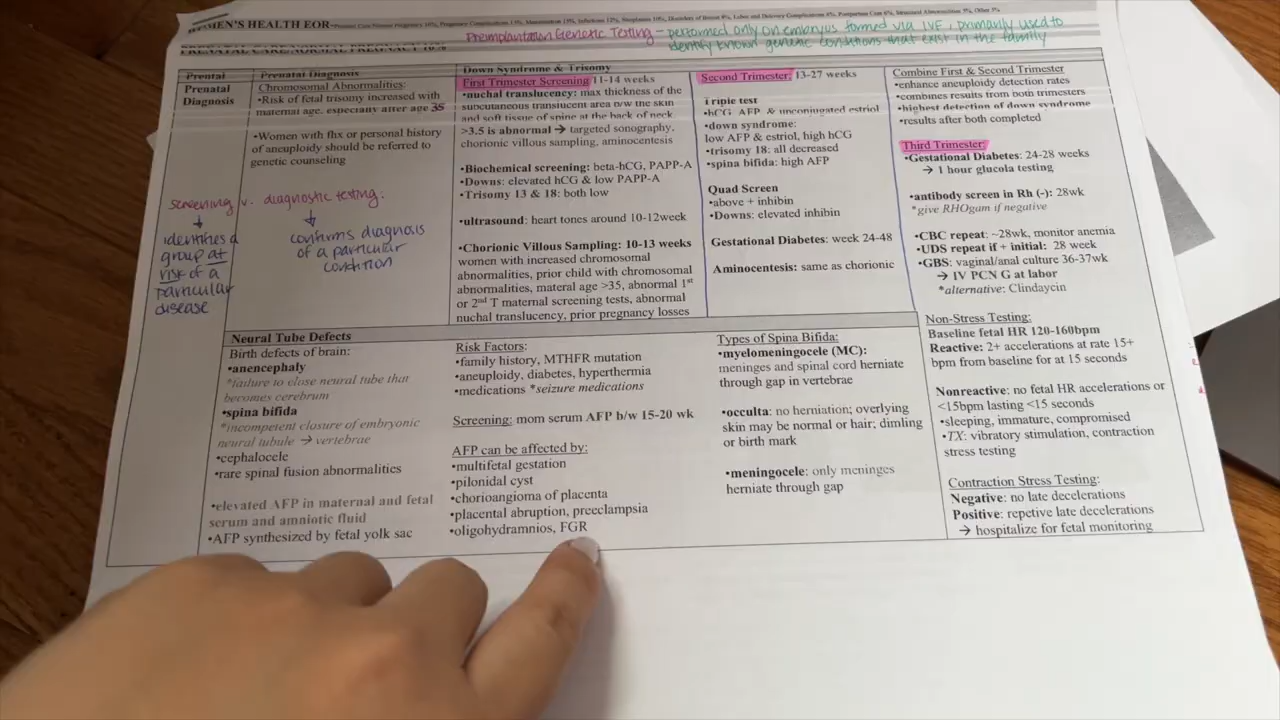 WOMEN'S HEALTH EOR
Preimplantation Genetic Testing - performed only on embryos formed via IVF, primarily used to
identify known genetic conditions that exist in the family
Prental
Prenatal
Diagnosis
Prenatal Diagnosis
Chromosomal Abnormalities:
•Risk of fetal trisomy increased with
maternal age, especially after age 35
•Women with fhx or personal history
of aneuploidy should be referred to
genetic counseling
screening v. diagnostic testing:
identifies a
group at
risk of a
particular
disease
confirms diagnosis
of a particular
condition
Down Syndrome & Trisomy
First Trimester Screening 11-14 weeks
•nuchal translucency: max thickness of the
subcutaneous translucent area b/w the skin
and soft tissue of spine at the back of neck
>3.5 is abnormal → targeted sonography,
chorionic villous sampling, aminocentesis
•Biochemical screening: beta-hCG, PAPP-A
•Downs: elevated hCG & low PAPP-A
•Trisomy 13 & 18: both low
•ultrasound: heart tones around 10-12week
•Chorionic Villous Sampling: 10-13 weeks
women with increased chromosomal
abnormalities, prior child with chromosomal
abnormalities, materal age >35, abnormal 1st
or 2nd T maternal screening tests, abnormal
nuchal translucency, prior pregnancy losses
Second Trimester: 13-27 weeks
Triple test
•hCG, AFP & unconjugated estriol
•down syndrome:
low AFP & estriol, high hCG
•trisomy 18: all decreased
•spina bifida: high AFP
Quad Screen
•above + inhibin
•Downs: elevated inhibin
Gestational Diabetes: week 24-48
Aminocentesis: same as chorionic
Combine First & Second Trimester
•enhance aneuploidy detection rates
•combines results from both trimesters
•highest detection of down syndrome
•results after both completed
Third Trimester:
•Gestational Diabetes: 24-28 weeks
→ 1 hour glucola testing
•antibody screen in Rh (-): 28wk
*give RHOgam if negative
•CBC repeat: ~28wk, monitor anemia
•UDS repeat if + initial: 28 week
•GBS: vaginal/anal culture 36-37wk
→ IV PCN G at labor
*alternative: Clindaycin
Non-Stress Testing:
Baseline fetal HR 120-160bpm
Reactive: 2+ accelerations at rate 15+
bpm from baseline for at 15 seconds
Nonreactive: no fetal HR accelerations or
<15bpm lasting <15 seconds
•sleeping, immature, compromised
•TX: vibratory stimulation, contraction
stress testing
Contraction Stress Testing:
Negative: no late decelerations
Positive: repetive late decelerations
→ hospitalize for fetal monitoring
Neural Tube Defects
Birth defects of brain:
•anencephaly
*failure to close neural tube that
becomes cerebrum
•spina bifida
*incompetent closure of embryonic
neural tubule → vertebrae
•cephalocele
•rare spinal fusion abnormalities
•elevated AFP in maternal and fetal
serum and amniotic fluid
•AFP synthesized by fetal yolk sac
Risk Factors:
•family history, MTHFR mutation
•aneuploidy, diabetes, hyperthermia
•medications *seizure medications
Screening: mom serum AFP b/w 15-20 wk
AFP can be affected by:
•multifetal gestation
•pilonidal cyst
•chorioangioma of placenta
•placental abruption, preeclampsia
•oligohydramnios, FGR
Types of Spina Bifida:
•myelomeningocele (MC):
meninges and spinal cord herniate
through gap in vertebrae
•occulta: no herniation; overlying
skin may be normal or hair; dimling
or birth mark
•meningocele: only meninges
herniate through gap